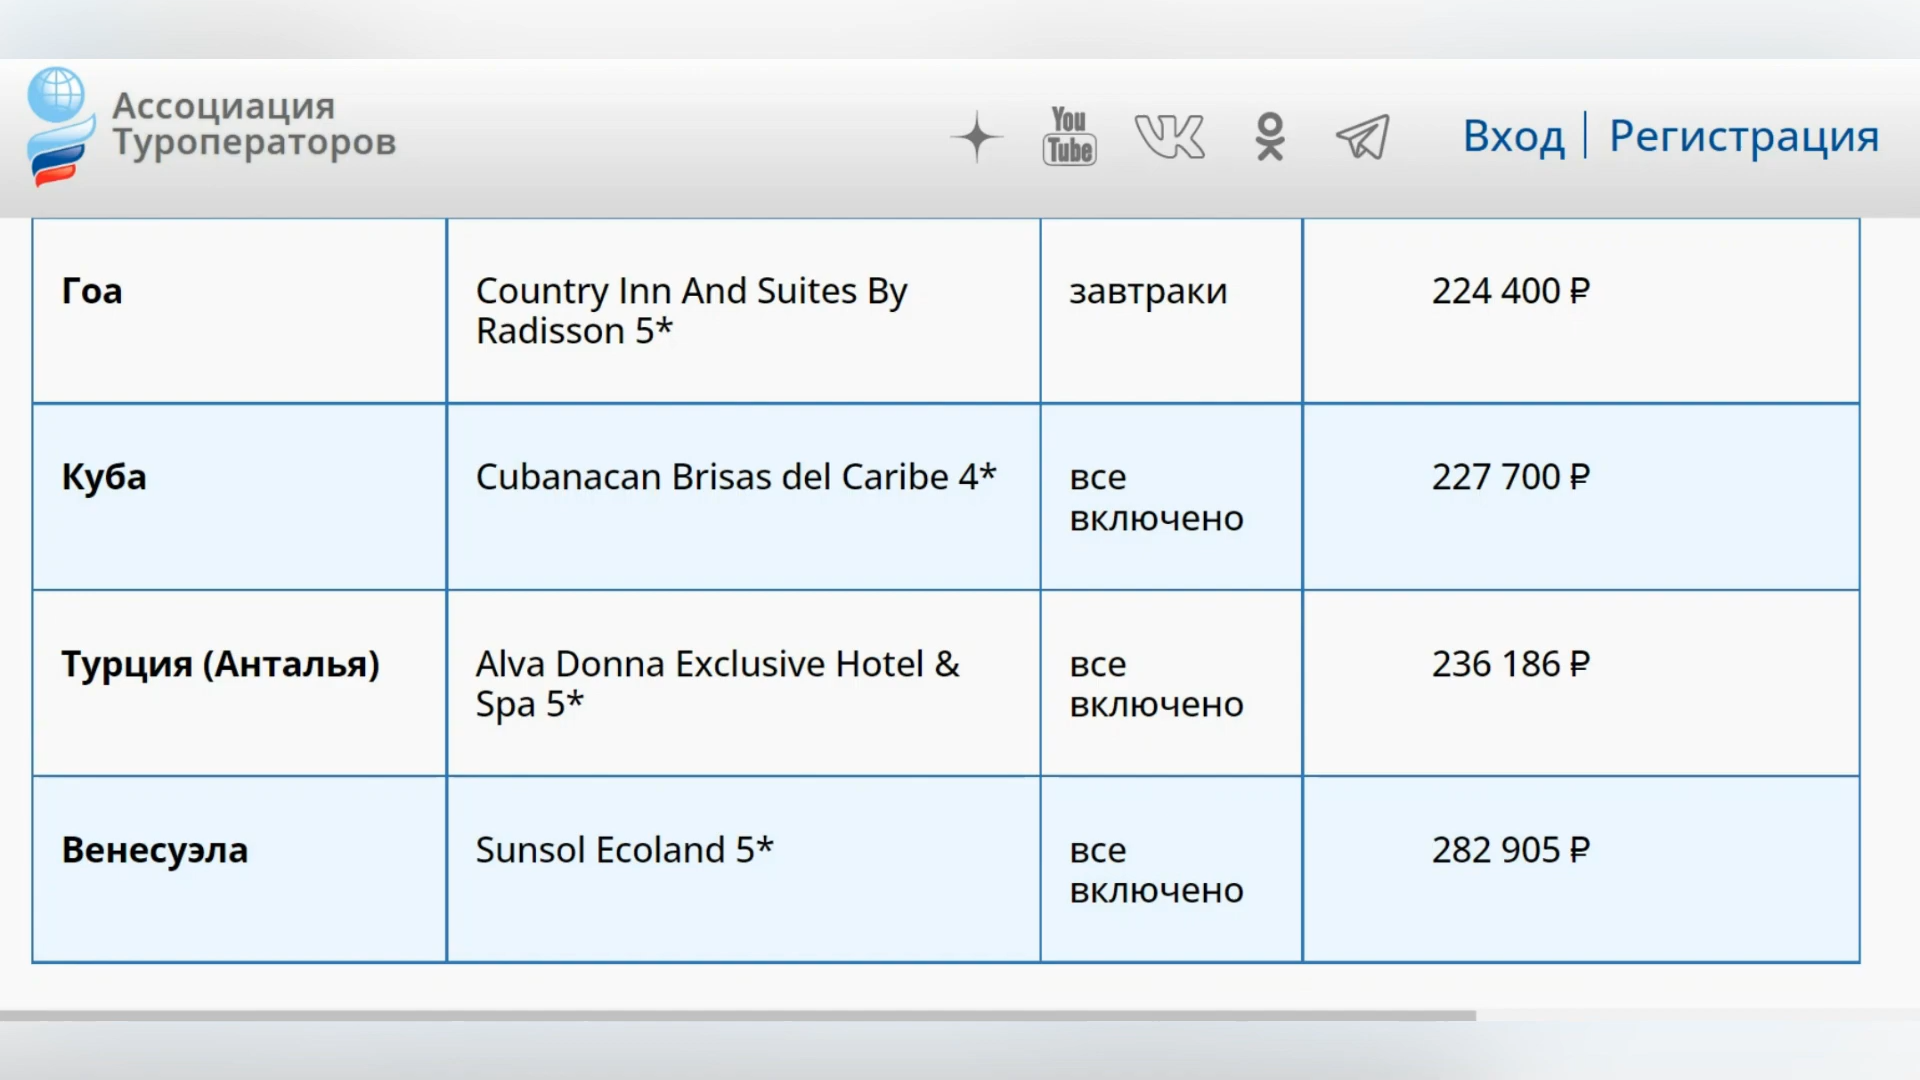 Ассоциация
Туроператоров
You
Tube
Вход
Регистрация
Гоа
Country Inn And Suites By
Radisson 5*
завтраки
224 400 ₽
Куба
Cubanacan Brisas del Caribe 4*
все
включено
227 700 ₽
Турция (Анталья)
Alva Donna Exclusive Hotel &
Spa 5*
все
включено
236 186 ₽
Венесуэла
Sunsol Ecoland 5*
все
включено
282 905 ₽